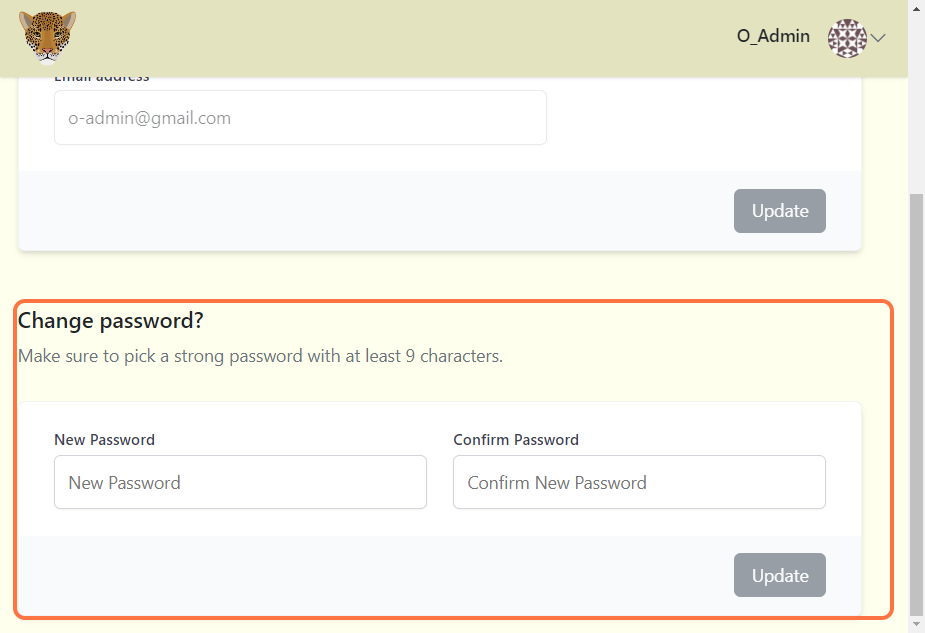 O_Admin
Email address
o-admin@gmail.com
Update
Change password?
Make sure to pick a strong password with at least 9 characters.
New Password
Confirm Password
New Password
Confirm New Password
Update